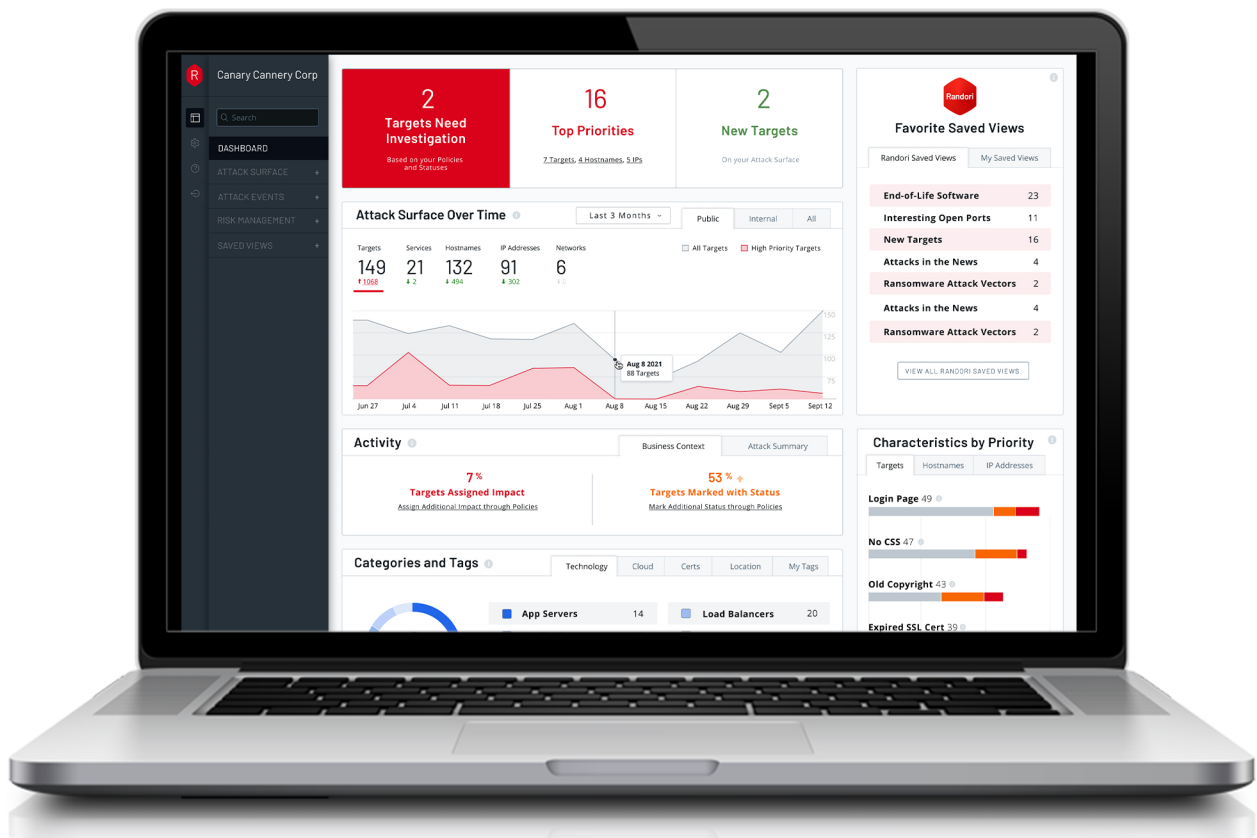 R
Canary Cannery Corp
Search
DASHBOARD
ATTACK SURFACE +
ATTACK EVENTS +
RISK MANAGEMENT +
SAVED VIEWS +
2
Targets Need
Investigation
Based on your Policies
and Statuses
16
Top Priorities
7 Targets, 4 Hostnames, 5 IPs
2
New Targets
On your Attack Surface
Attack Surface Over Time
Last 3 Months
Public
Internal
All
Targets
149
1068
Services
21
2
Hostnames
132
494
IP Addresses
91
302
Networks
6
All Targets
High Priority Targets
150
125
100
75
Aug 8 2021
88 Targets
Jun 27
Jul 4
Jul 11
Jul 18
Jul 25
Aug 1
Aug 8
Aug 15
Aug 22
Aug 29
Sept 5
Sept 12
Activity
Business Context
Attack Summary
7 %
Targets Assigned Impact
Assign Additional Impact through Policies
53 %
Targets Marked with Status
Mark Additional Status through Policies
Categories and Tags
Technology
Cloud
Certs
Location
My Tags
App Servers 14
Load Balancers 20
Randori
Favorite Saved Views
Randori Saved Views
My Saved Views
End-of-Life Software 23
Interesting Open Ports 11
New Targets 16
Attacks in the News 4
Ransomware Attack Vectors 2
Attacks in the News 4
Ransomware Attack Vectors 2
VIEW ALL RANDORI SAVED VIEWS
Characteristics by Priority
Targets
Hostnames
IP Addresses
Login Page 49
No CSS 47
Old Copyright 43
Expired SSL Cert 39